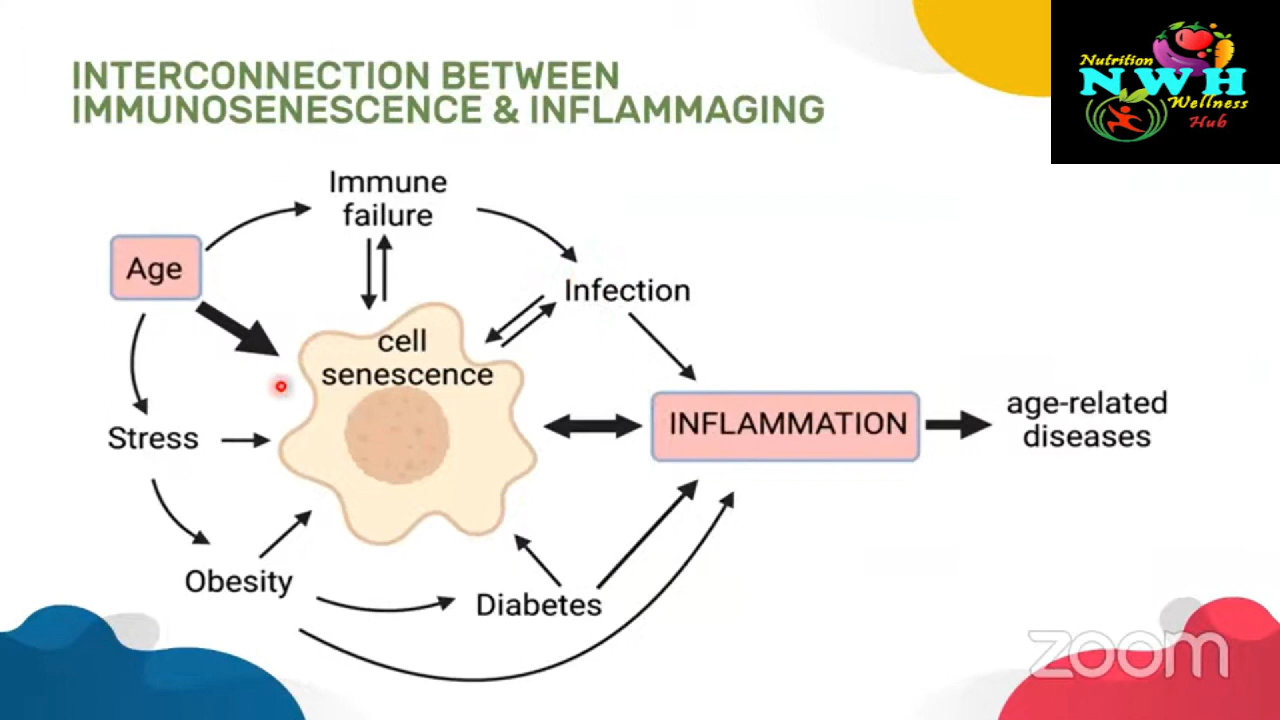 INTERCONNECTION BETWEEN
IMMUNOSENESCENCE & INFLAMMAGING
Nutrition
NWH
Wellness
Hub
Immune
failure
Age
Infection
cell
senescence
INFLAMMATION
age-related
diseases
Stress
Obesity
Diabetes
zoom